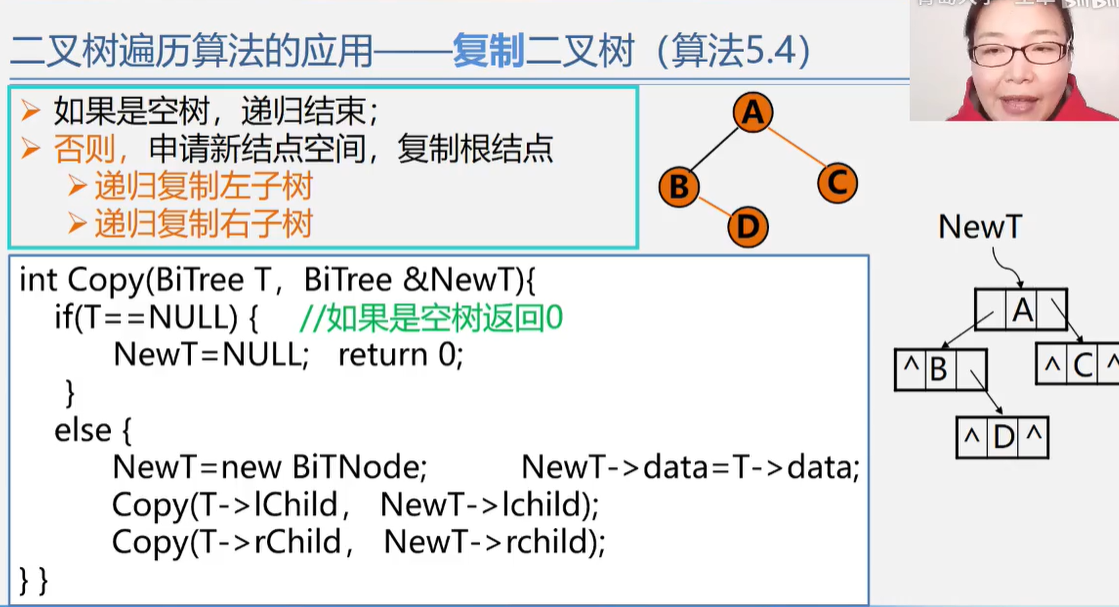 二叉树遍历算法的应用——复制二叉树（算法5.4）
如果是空树，递归结束；
否则，申请新结点空间，复制根结点
递归复制左子树
递归复制右子树
A
B
C
D
NewT
A
^ B
^ C ^
^ D ^
int Copy(BiTree T，BiTree &NewT){
if(T==NULL) { //如果是空树返回0
NewT=NULL; return 0;
}
else {
NewT=new BiTNode; NewT->data=T->data;
Copy(T->lChild， NewT->lchild);
Copy(T->rChild， NewT->rchild);
} }